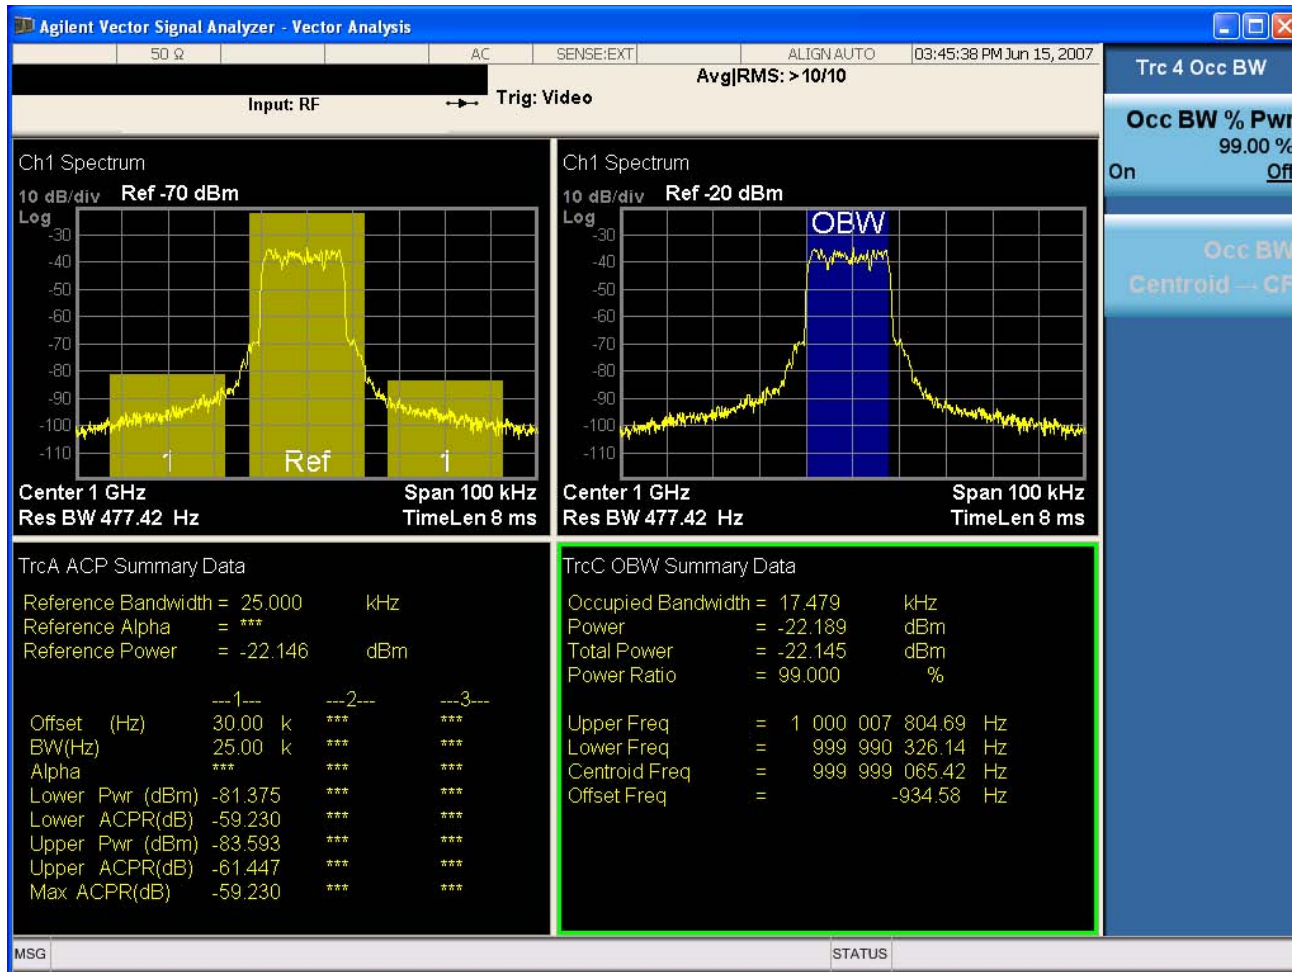 Agilent Vector Signal Analyzer - Vector Analysis
50 Ω AC SENSE:EXT ALIGN AUTO 03:45:38 PM Jun 15, 2007
Avg|RMS: >10/10
Input: RF Trig: Video
Trc 4 Occ BW
Occ BW % Pwr
99.00 %
On Off
Occ BW
Centroid → CF
Ch1 Spectrum
10 dB/div Ref -70 dBm
Log
-30
-40
-50
-60
-70
-80
-90
-100
-110
1 Ref 1
Center 1 GHz Span 100 kHz
Res BW 477.42 Hz TimeLen 8 ms
Ch1 Spectrum
10 dB/div Ref -20 dBm
Log
OBW
-30
-40
-50
-60
-70
-80
-90
-100
-110
Center 1 GHz Span 100 kHz
Res BW 477.42 Hz TimeLen 8 ms
TrcA ACP Summary Data
Reference Bandwidth = 25.000 kHz
Reference Alpha = ***
Reference Power = -22.146 dBm
---1--- ---2--- ---3---
Offset (Hz) 30.00 k *** ***
BW(Hz) 25.00 k *** ***
Alpha *** *** ***
Lower Pwr (dBm) -81.375 *** ***
Lower ACPR(dB) -59.230 *** ***
Upper Pwr (dBm) -83.593 *** ***
Upper ACPR(dB) -61.447 *** ***
Max ACPR(dB) -59.230 *** ***
TrcC OBW Summary Data
Occupied Bandwidth = 17.479 kHz
Power = -22.189 dBm
Total Power = -22.145 dBm
Power Ratio = 99.000 %
Upper Freq = 1 000 007 804.69 Hz
Lower Freq = 999 990 326.14 Hz
Centroid Freq = 999 999 065.42 Hz
Offset Freq = -934.58 Hz
MSG STATUS